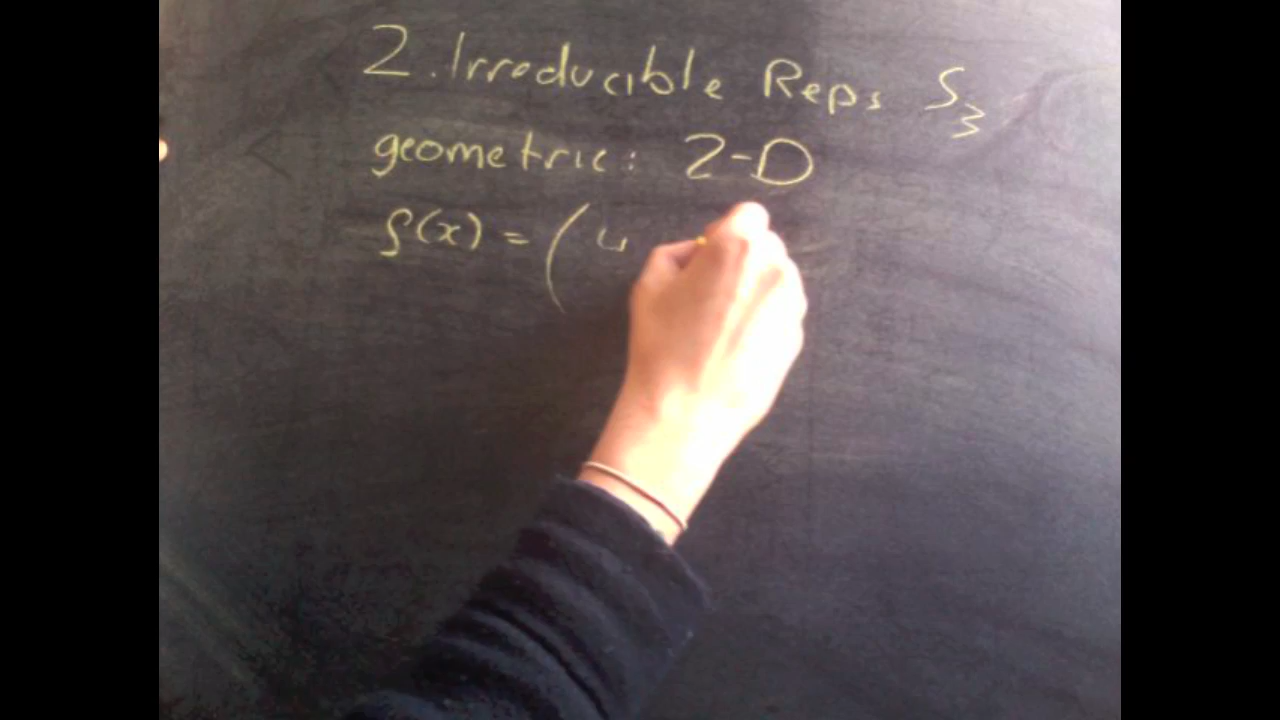 2. Irreducible Reps S₃
geometric: 2-D
ρ(x) = ( ω